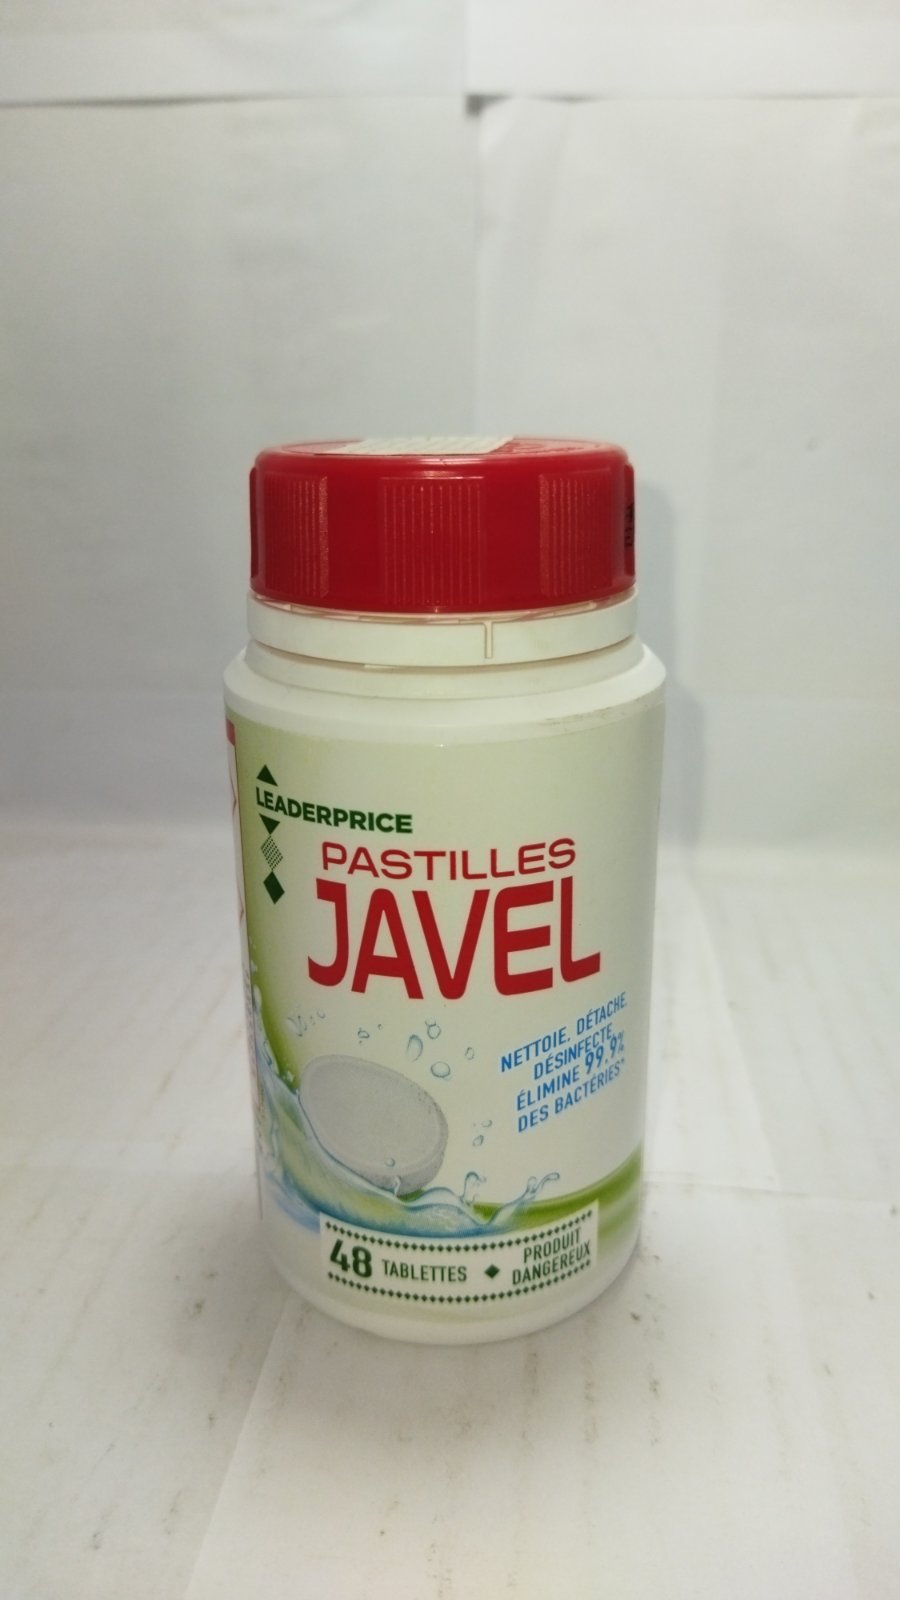 LEADERPRICE
PASTILLES
JAVEL
NETTOIE, DÉTACHE,
DÉSINFECTE,
ÉLIMINE 99.9%
DES BACTÉRIES*
48 TABLETTES ◆ PRODUIT
DANGEREUX